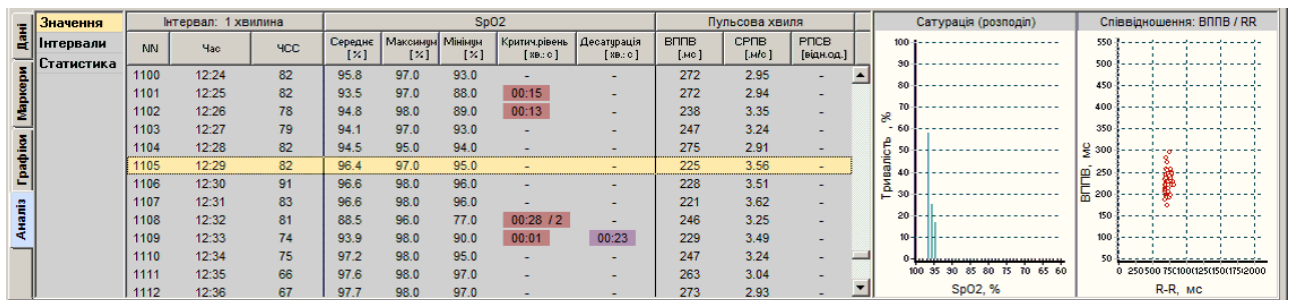 Дані
Маркери
Графіки
Аналіз
Значення
Інтервали
Статистика
Інтервал: 1 хвилина SpO2 Пульсова хвиля
NN Час ЧСС Середнє [%] Максимун [%] Мінімун [%] Критич.рівень [хв.: с] Десатурація [хв.: с] ВППВ [.мс] СРПВ [.м/с] РПСВ [відн.од.]
1100 12:24 82 95.8 97.0 93.0 - - 272 2.95 -
1101 12:25 82 93.5 97.0 88.0 00:15 - 272 2.94 -
1102 12:26 78 94.8 98.0 89.0 00:13 - 238 3.35 -
1103 12:27 79 94.1 97.0 93.0 - - 247 3.24 -
1104 12:28 82 94.5 95.0 94.0 - - 275 2.91 -
1105 12:29 82 96.4 97.0 95.0 - - 225 3.56 -
1106 12:30 91 96.6 98.0 96.0 - - 228 3.51 -
1107 12:31 83 96.6 98.0 96.0 - - 221 3.62 -
1108 12:32 81 88.5 96.0 77.0 00:28 / 2 - 246 3.25 -
1109 12:33 74 93.9 98.0 90.0 00:01 00:23 229 3.49 -
1110 12:34 75 97.2 98.0 95.0 - - 247 3.24 -
1111 12:35 66 97.6 98.0 97.0 - - 263 3.04 -
1112 12:36 67 97.7 98.0 97.0 - - 273 2.93 -
Сатурація (розподіл)
Тривалість , %
100
90
80
70
60
50
40
30
20
10
0
100 95 90 85 80 75 70 65 60
SpO2, %
Співвідношення: ВППВ / RR
ВППВ, мс
550
500
450
400
350
300
250
200
150
100
50
0 250 500 750 1000 1250 1500 1750 2000
R-R, мс